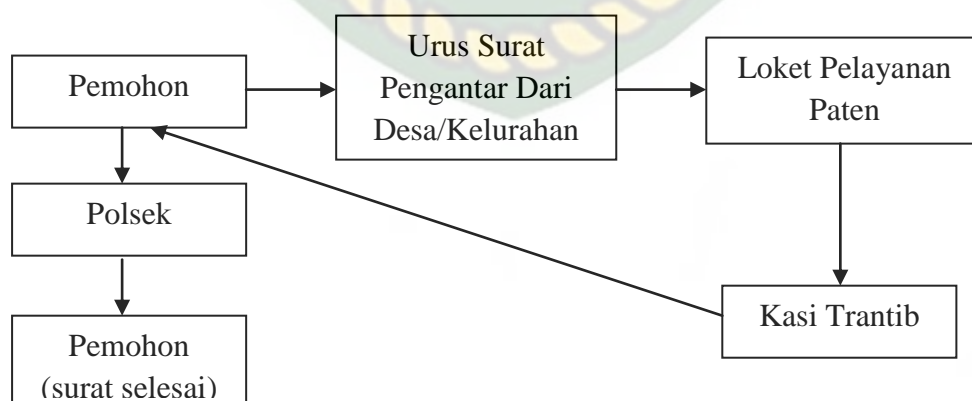 Pemohon
Urus Surat
Pengantar Dari
Desa/Kelurahan
Loket Pelayanan
Paten
Polsek
Kasi Trantib
Pemohon
(surat selesai)